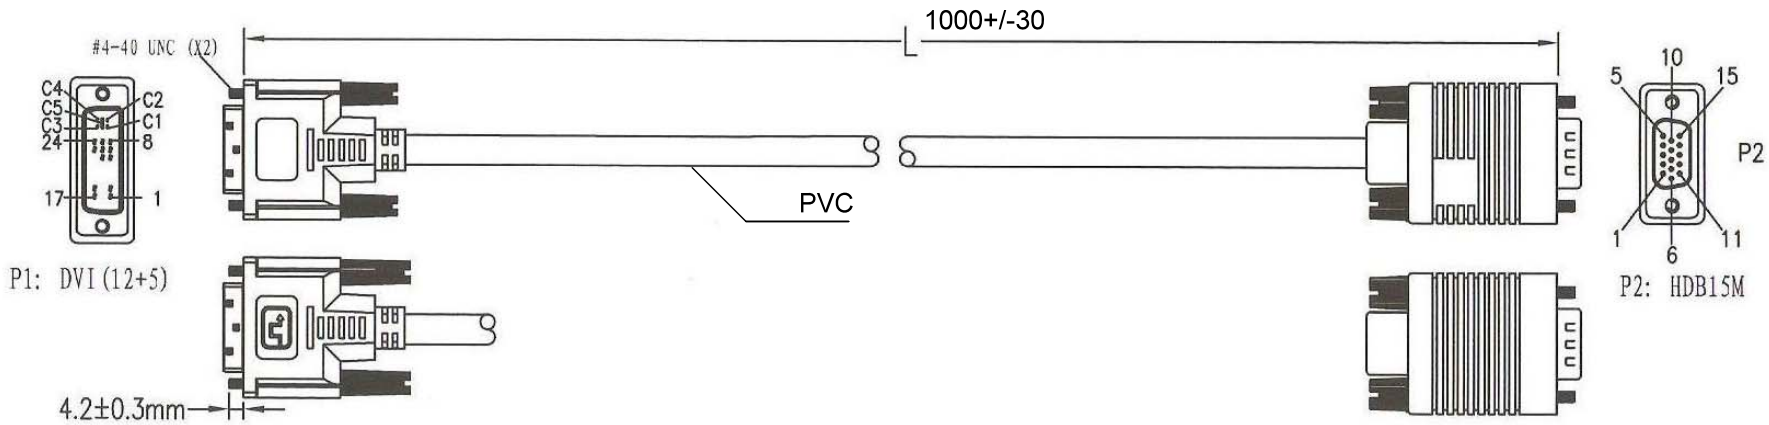 1000+/-30
L
#4-40 UNC (X2)
C4
C5
C3
24
17
C2
C1
8
1
PVC
P1: DVI(12+5)
4.2±0.3mm
10
5
15
P2
1
11
6
P2: HDB15M